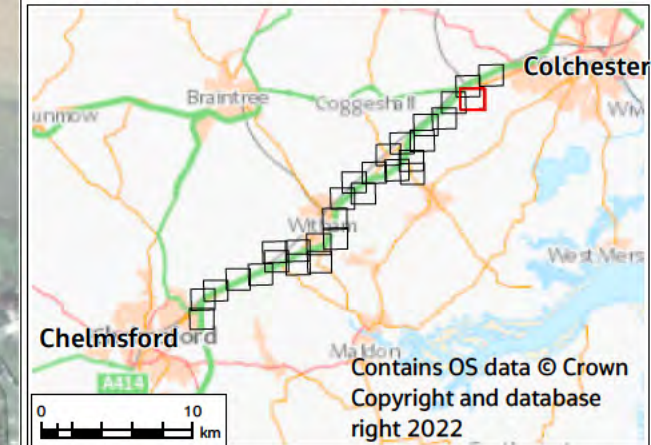 Colchester
Braintree
Coggeshall
unmow
Wiv
Witham
West Mers
Chelmsford
Maldon
A414
Contains OS data © Crown
Copyright and database
right 2022
0 10
km